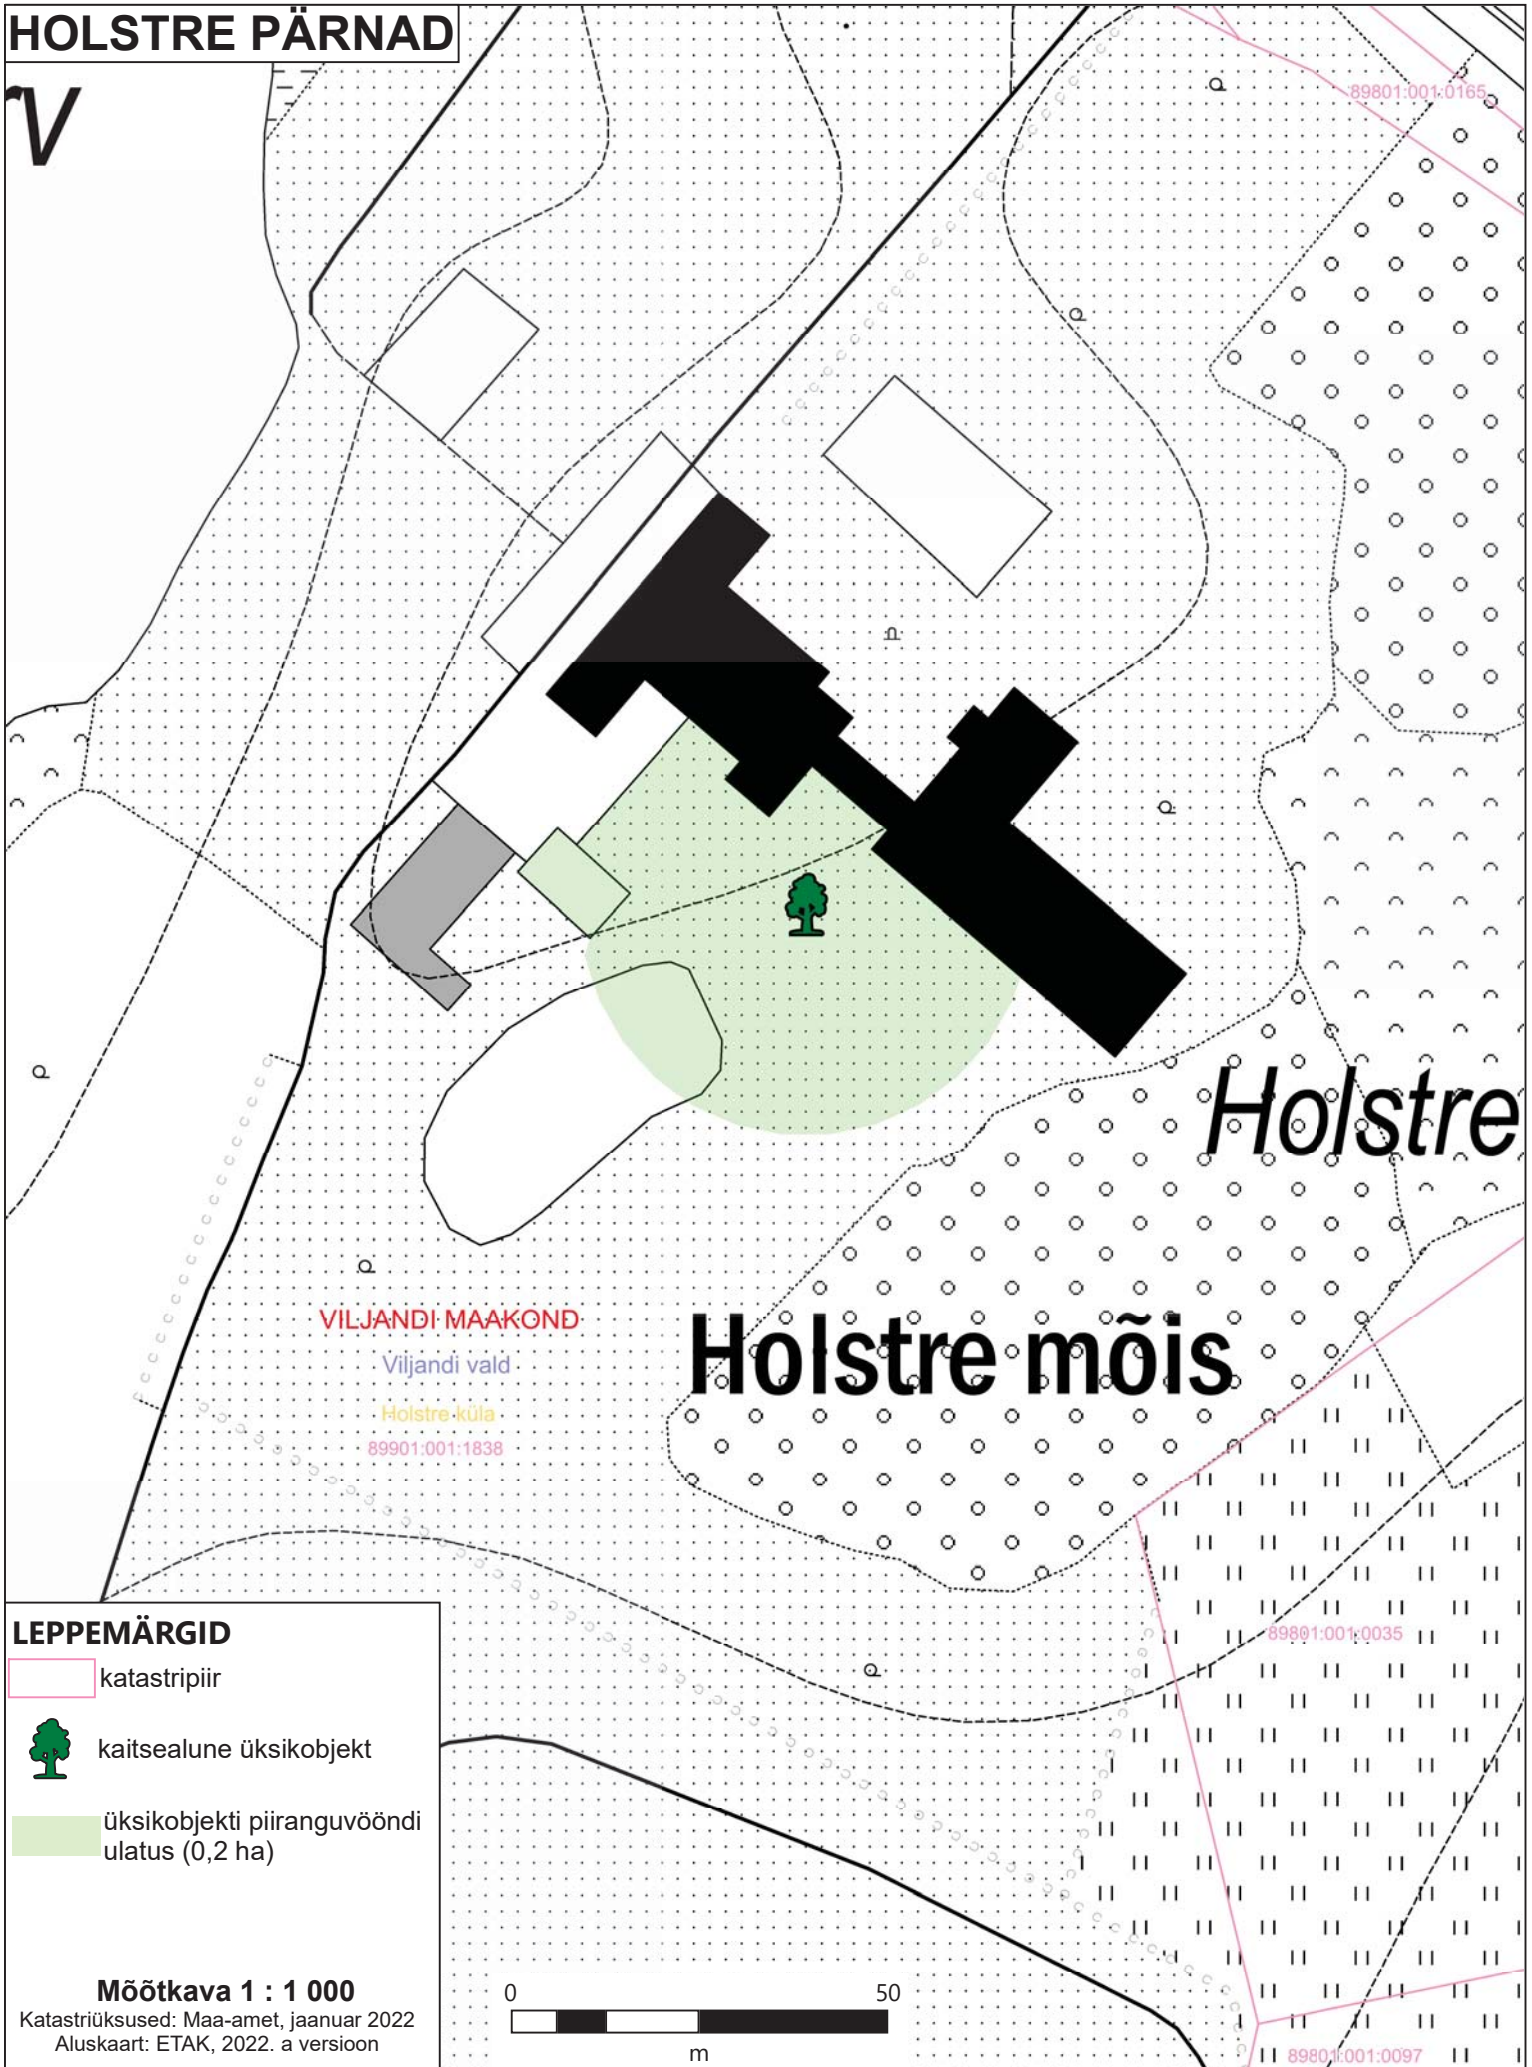 HOLSTRE PÄRNAD
89801:001:0165
Holstre
VILJANDI MAAKOND
Viljandi vald
Holstre küla
89901:001:1838
Holstre mõis
89801:001:0035
LEPPEMÄRGID
katastripiir
kaitsealune üksikobjekt
üksikobjekti piiranguvööndi
ulatus (0,2 ha)
Mõõtkava 1 : 1 000
Katastriüksused: Maa-amet, jaanuar 2022
Aluskaart: ETAK, 2022. a versioon
0 50
m
89801:001:0097